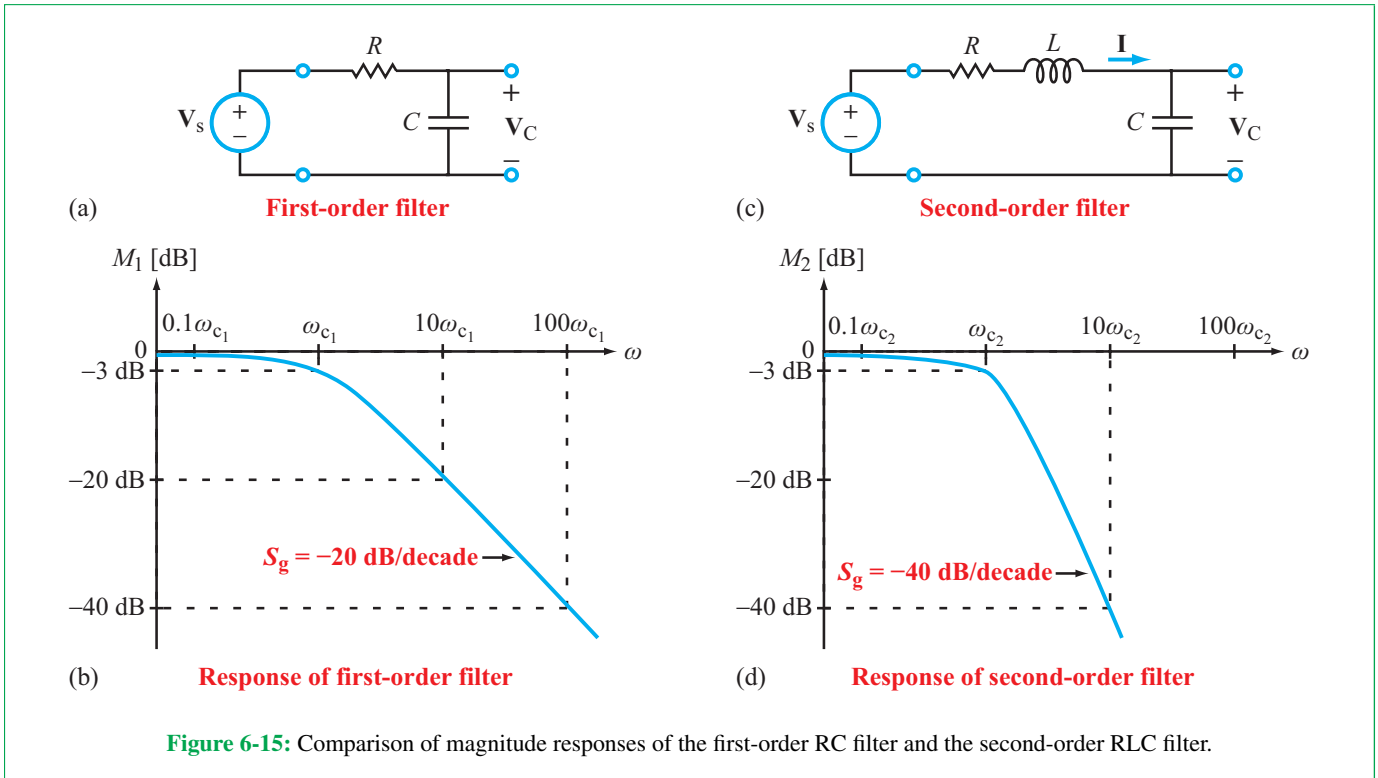 R
V_s
+
−
C
+
V_C
−
(a)
First-order filter
R
L
I
V_s
+
−
C
+
V_C
−
(c)
Second-order filter
M_1 [dB]
0.1ω_c1
ω_c1
10ω_c1
100ω_c1
ω
0
−3 dB
−20 dB
S_g = −20 dB/decade
−40 dB
(b)
Response of first-order filter
M_2 [dB]
0.1ω_c2
ω_c2
10ω_c2
100ω_c2
ω
0
−3 dB
−20 dB
S_g = −40 dB/decade
−40 dB
(d)
Response of second-order filter
Figure 6-15: Comparison of magnitude responses of the first-order RC filter and the second-order RLC filter.